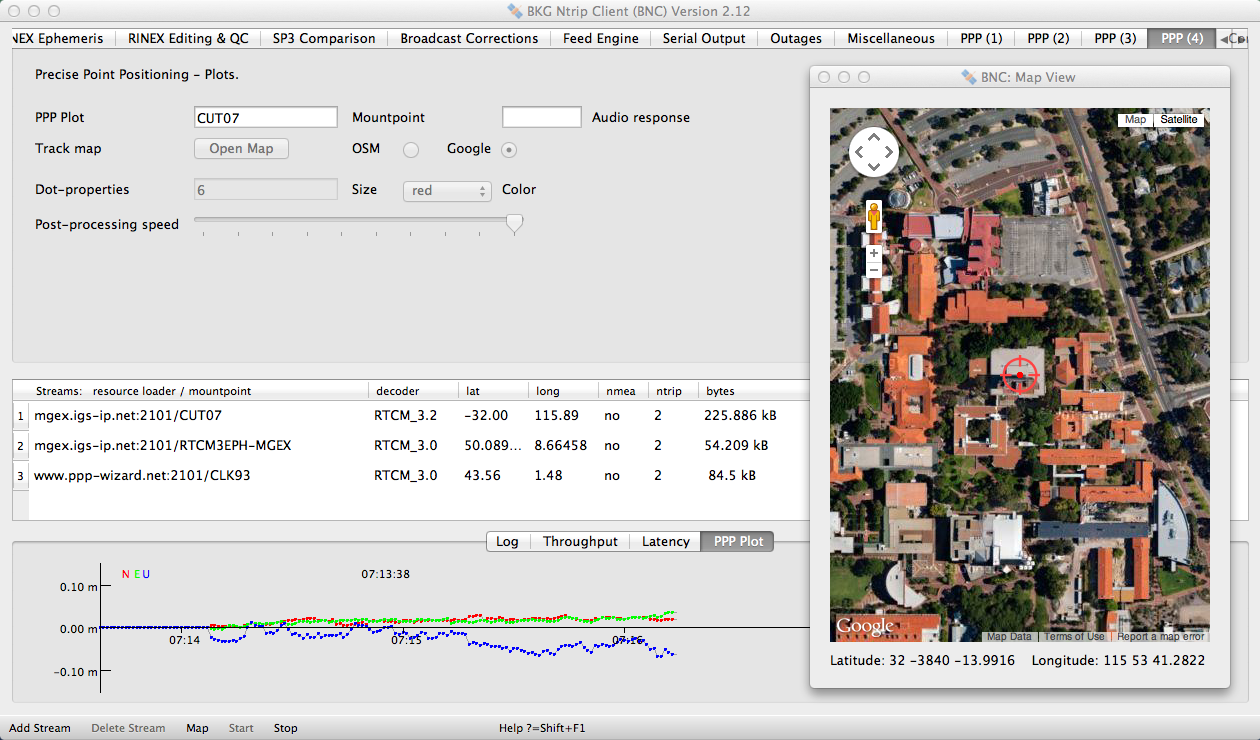 BKG Ntrip Client (BNC) Version 2.12
NEX Ephemeris RINEX Editing & QC SP3 Comparison Broadcast Corrections Feed Engine Serial Output Outages Miscellaneous PPP (1) PPP (2) PPP (3) PPP (4)
Precise Point Positioning - Plots.
PPP Plot CUT07 Mountpoint Audio response
Track map Open Map OSM Google
Dot-properties 6 Size red Color
Post-processing speed
Streams: resource loader / mountpoint decoder lat long nmea ntrip bytes
1 mgex.igs-ip.net:2101/CUT07 RTCM_3.2 -32.00 115.89 no 2 225.886 kB
2 mgex.igs-ip.net:2101/RTCM3EPH-MGEX RTCM_3.0 50.089... 8.66458 no 2 54.209 kB
3 www.ppp-wizard.net:2101/CLK93 RTCM_3.0 43.56 1.48 no 2 84.5 kB
Log Throughput Latency PPP Plot
N E U 07:13:38
0.10 m
0.00 m
07:14 07:15 07:16
-0.10 m
BNC: Map View
Map Satellite
+
−
Google
Map Data Terms of Use Report a map error
Latitude: 32 -3840 -13.9916 Longitude: 115 53 41.2822
Add Stream Delete Stream Map Start Stop Help ?=Shift+F1